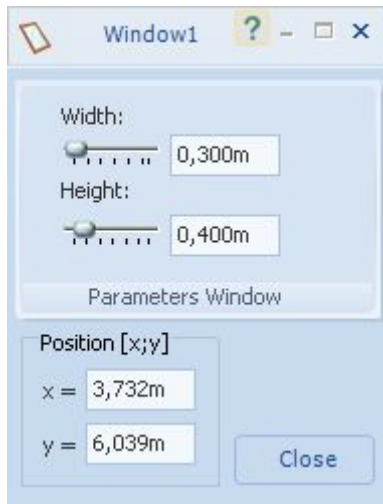 Window1 ?
Width:
0,300m
Height:
0,400m
Parameters Window
Position [x;y]
x = 3,732m
y = 6,039m
Close